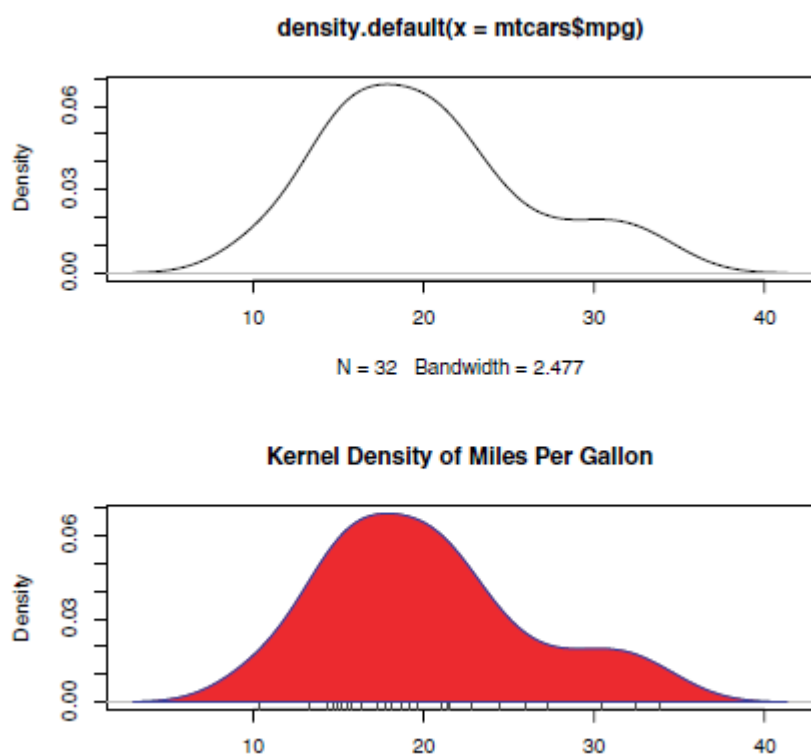 density.default(x = mtcars$mpg)
Density
0.00
0.03
0.06
10 20 30 40
N = 32 Bandwidth = 2.477
Kernel Density of Miles Per Gallon
Density
0.00
0.03
0.06
10 20 30 40